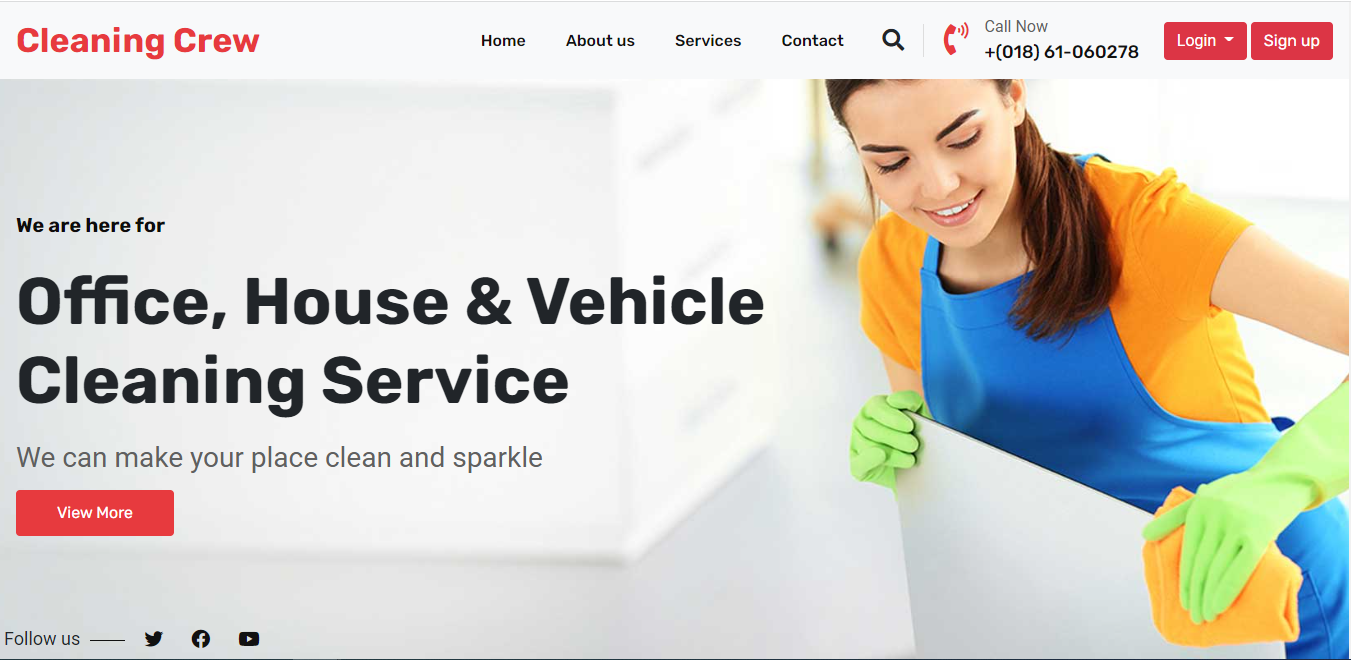 Cleaning Crew
Home
About us
Services
Contact
Call Now
+(018) 61-060278
Login
Sign up
We are here for
Office, House & Vehicle
Cleaning Service
We can make your place clean and sparkle
View More
Follow us